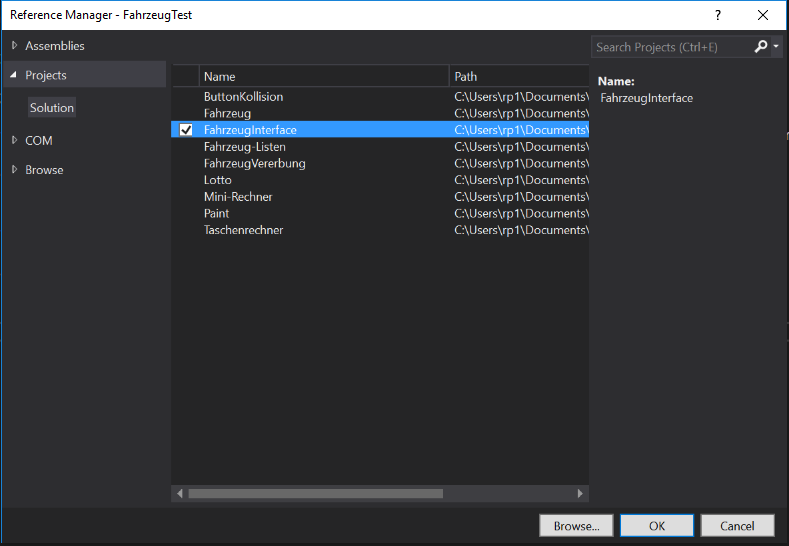 Reference Manager - FahrzeugTest
?
Assemblies
Projects
Solution
COM
Browse
Name Path
ButtonKollision C:\Users\rp1\Documents\
Fahrzeug C:\Users\rp1\Documents\
FahrzeugInterface C:\Users\rp1\Documents\
Fahrzeug-Listen C:\Users\rp1\Documents\
FahrzeugVererbung C:\Users\rp1\Documents\
Lotto C:\Users\rp1\Documents\
Mini-Rechner C:\Users\rp1\Documents\
Paint C:\Users\rp1\Documents\
Taschenrechner C:\Users\rp1\Documents\
Search Projects (Ctrl+E)
Name:
FahrzeugInterface
Browse... OK Cancel